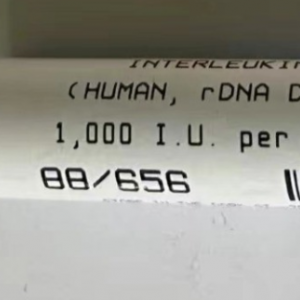 INTERLEUKI
(HUMAN, rDNA D
1,000 I.U. per
88/656